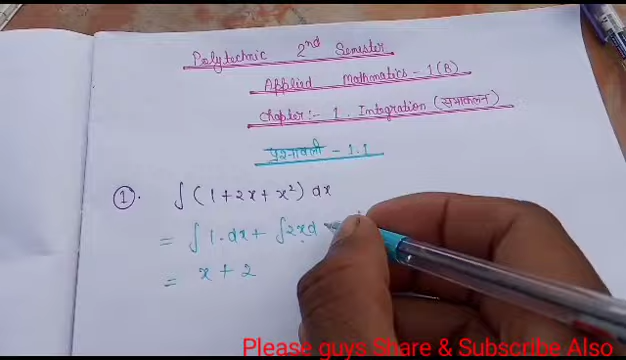 Polytechnic 2nd Semester
Applied Mathematics - 1(B)
Chapter:- 1. Integration (समाकलन)
प्रश्नावली - 1.1
①. ∫(1+2x+x²) dx
= ∫1.dx + ∫2xd
= x + 2
Please guys Share & Subscribe Also